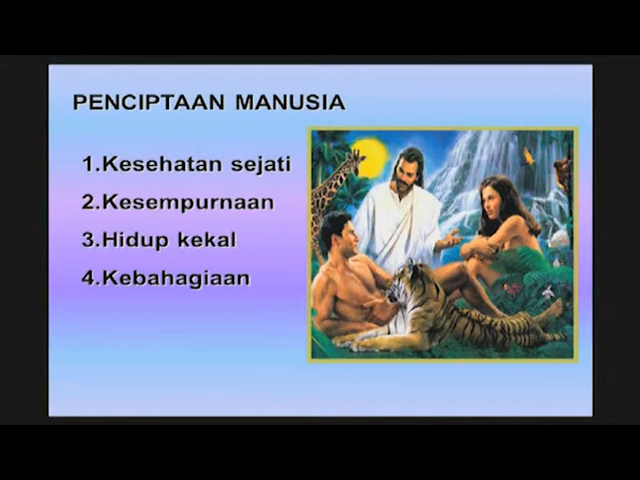 PENCIPTAAN MANUSIA
1.Kesehatan sejati
2.Kesempurnaan
3.Hidup kekal
4.Kebahagiaan